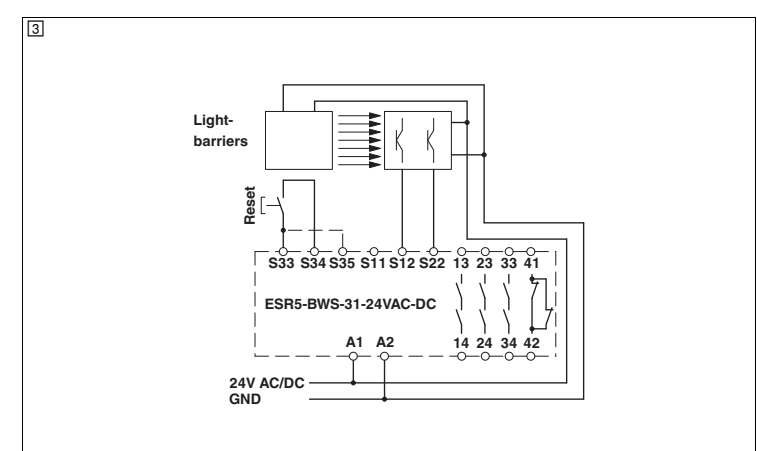 3
Light-
barriers
Reset
S33 S34 S35 S11 S12 S22 13 23 33 41
ESR5-BWS-31-24VAC-DC
A1 A2 14 24 34 42
24V AC/DC
GND